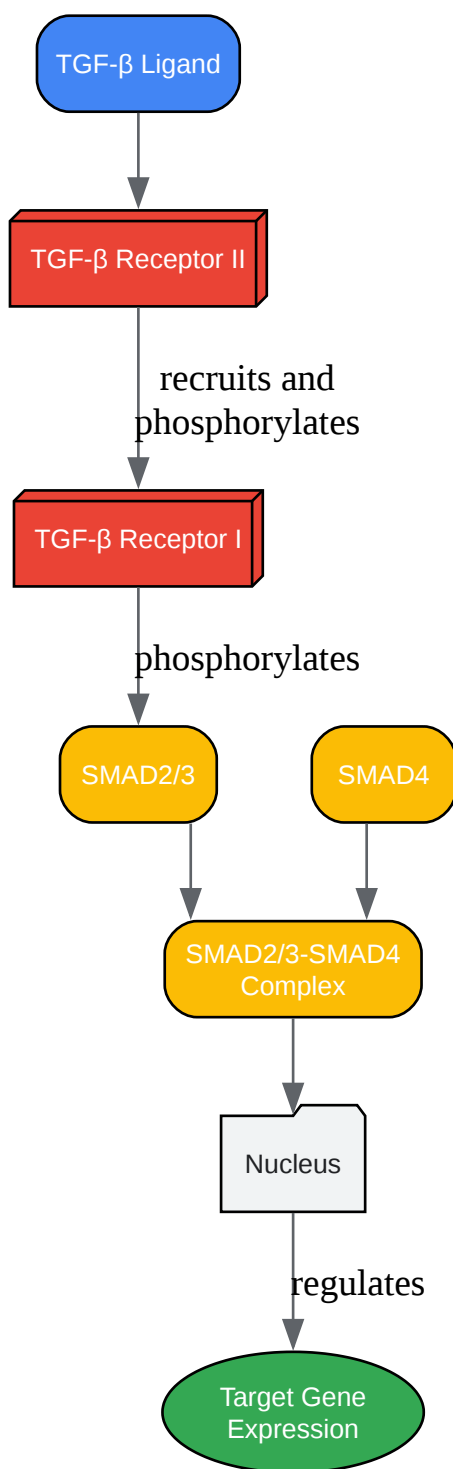 TGF-β Ligand
TGF-β Receptor II
recruits and
phosphorylates
TGF-β Receptor I
phosphorylates
SMAD2/3
SMAD4
SMAD2/3-SMAD4
Complex
Nucleus
regulates
Target Gene
Expression